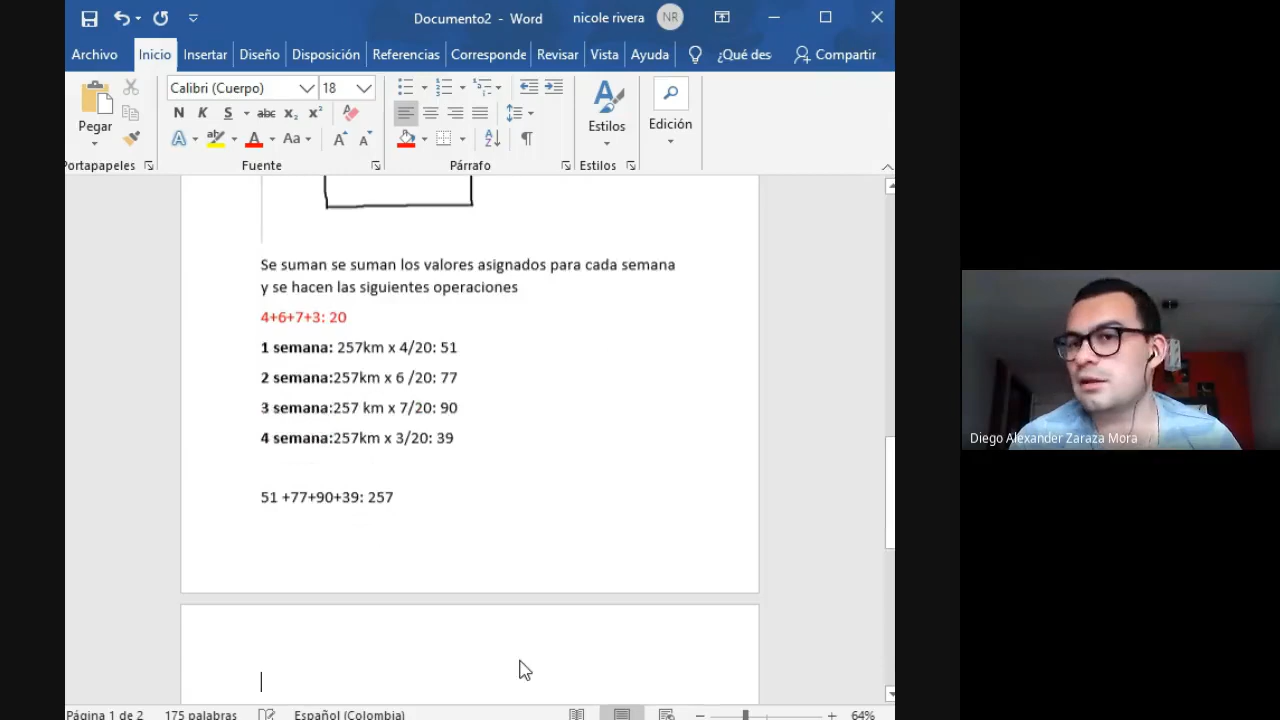 Documento2 - Word
nicole rivera
NR
Archivo Inicio Insertar Diseño Disposición Referencias Corresponde Revisar Vista Ayuda ¿Qué des Compartir
Calibri (Cuerpo) 18
Pegar
N K S abc x₂ x²
A ab A Aa A A
Estilos
Edición
Portapapeles Fuente Párrafo Estilos
Se suman se suman los valores asignados para cada semana
y se hacen las siguientes operaciones
4+6+7+3: 20
1 semana: 257km x 4/20: 51
2 semana:257km x 6 /20: 77
3 semana:257 km x 7/20: 90
4 semana:257km x 3/20: 39
51 +77+90+39: 257
Diego Alexander Zaraza Mora
Página 1 de 2 175 palabras Español (Colombia) 64%